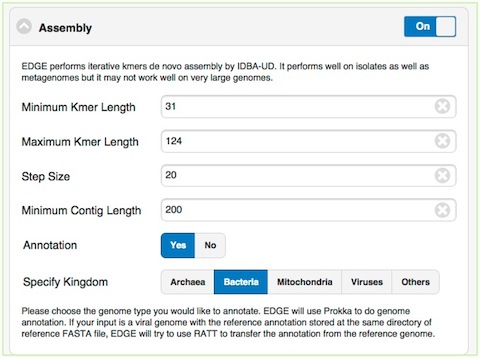 Assembly On
EDGE performs iterative kmers de novo assembly by IDBA-UD. It performs well on isolates as well as
metagenomes but it may not work well on very large genomes.
Minimum Kmer Length 31
Maximum Kmer Length 124
Step Size 20
Minimum Contig Length 200
Annotation Yes No
Specify Kingdom Archaea Bacteria Mitochondria Viruses Others
Please choose the genome type you would like to annotate. EDGE will use Prokka to do genome
annotation. If your input is a viral genome with the reference annotation stored at the same directory of
reference FASTA file, EDGE will try to use RATT to transfer the annotation from the reference genome.